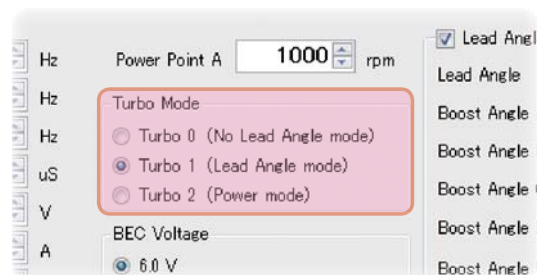 Hz
Hz
Hz
uS
V
A
Power Point A 1000 rpm
Turbo Mode
Turbo 0 (No Lead Angle mode)
Turbo 1 (Lead Angle mode)
Turbo 2 (Power mode)
BEC Voltage
6.0 V
Lead Angl
Lead Angle
Boost Angle
Boost Angle
Boost Angle
Boost Angle
Boost Angle